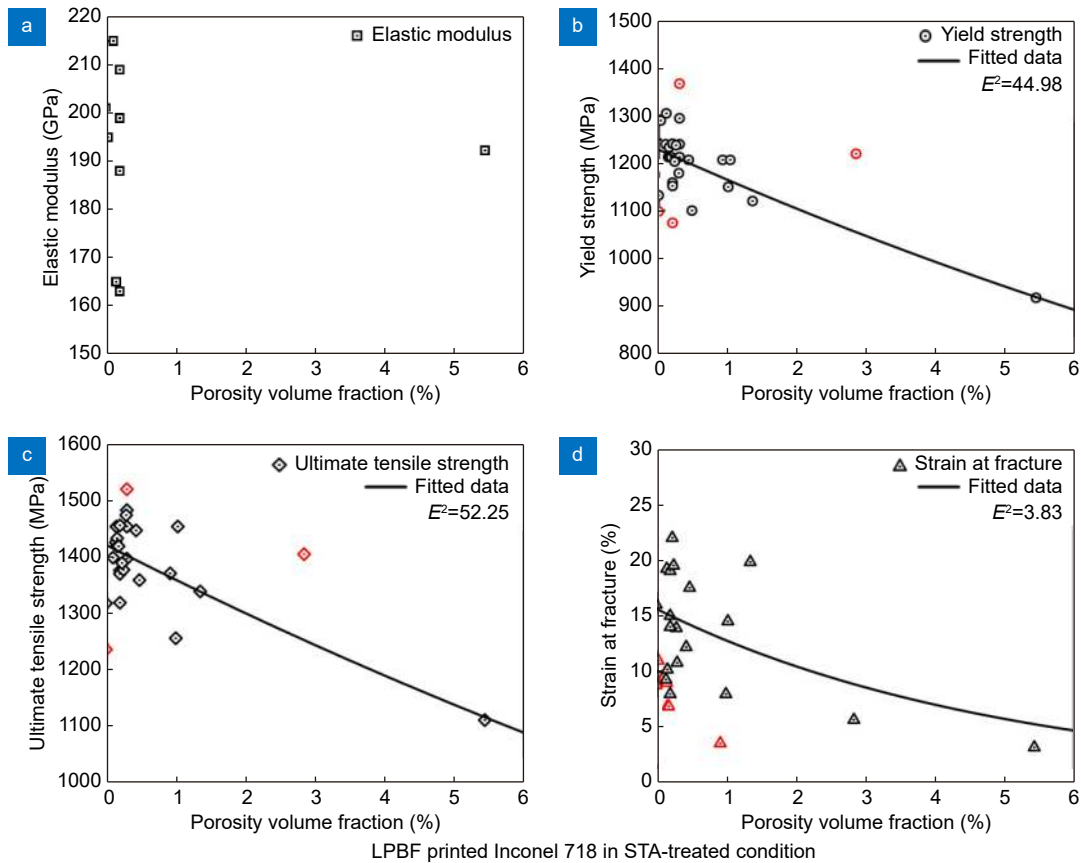 a
220
210
200
190
180
170
160
150
Elastic modulus (GPa)
Elastic modulus
0 1 2 3 4 5 6
Porosity volume fraction (%)
b
1500
1400
1300
1200
1100
1000
900
800
Yield strength (MPa)
Yield strength
Fitted data
E²=44.98
0 1 2 3 4 5 6
Porosity volume fraction (%)
c
1600
1500
1400
1300
1200
1100
1000
Ultimate tensile strength (MPa)
Ultimate tensile strength
Fitted data
E²=52.25
0 1 2 3 4 5 6
Porosity volume fraction (%)
d
30
25
20
15
10
5
0
Strain at fracture (%)
Strain at fracture
Fitted data
E²=3.83
0 1 2 3 4 5 6
Porosity volume fraction (%)
LPBF printed Inconel 718 in STA-treated condition